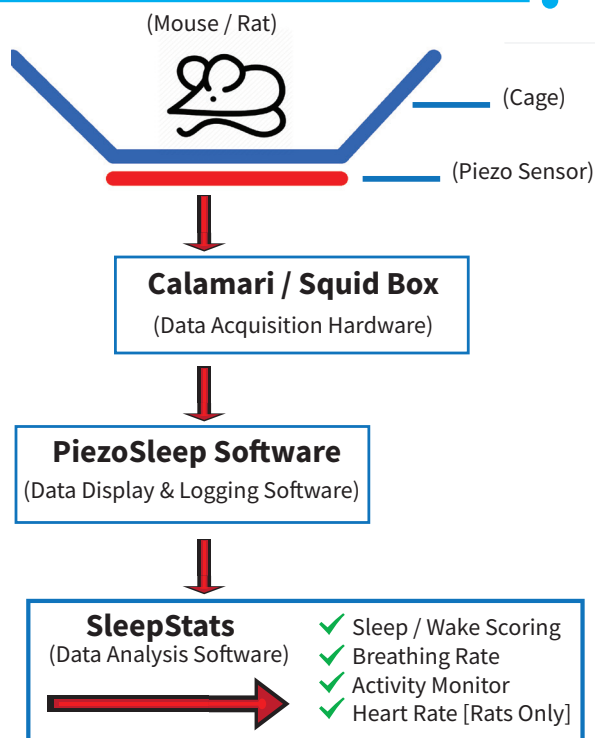 (Mouse / Rat)
(Cage)
(Piezo Sensor)
Calamari / Squid Box
(Data Acquisition Hardware)
PiezoSleep Software
(Data Display & Logging Software)
SleepStats
(Data Analysis Software)
Sleep / Wake Scoring
Breathing Rate
Activity Monitor
Heart Rate [Rats Only]